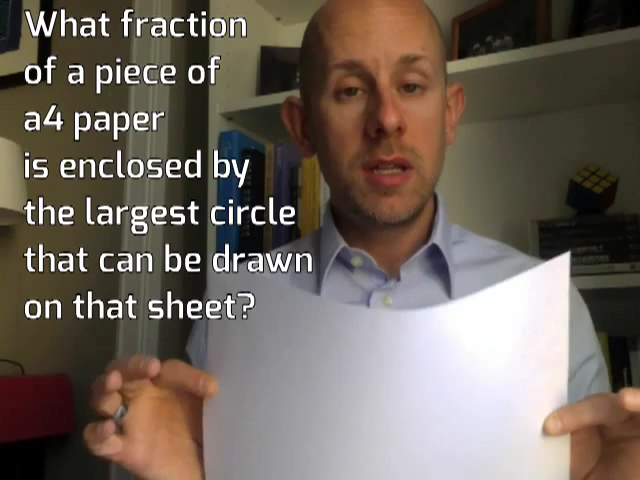 What fraction
of a piece of
a4 paper
is enclosed by
the largest circle
that can be drawn
on that sheet?